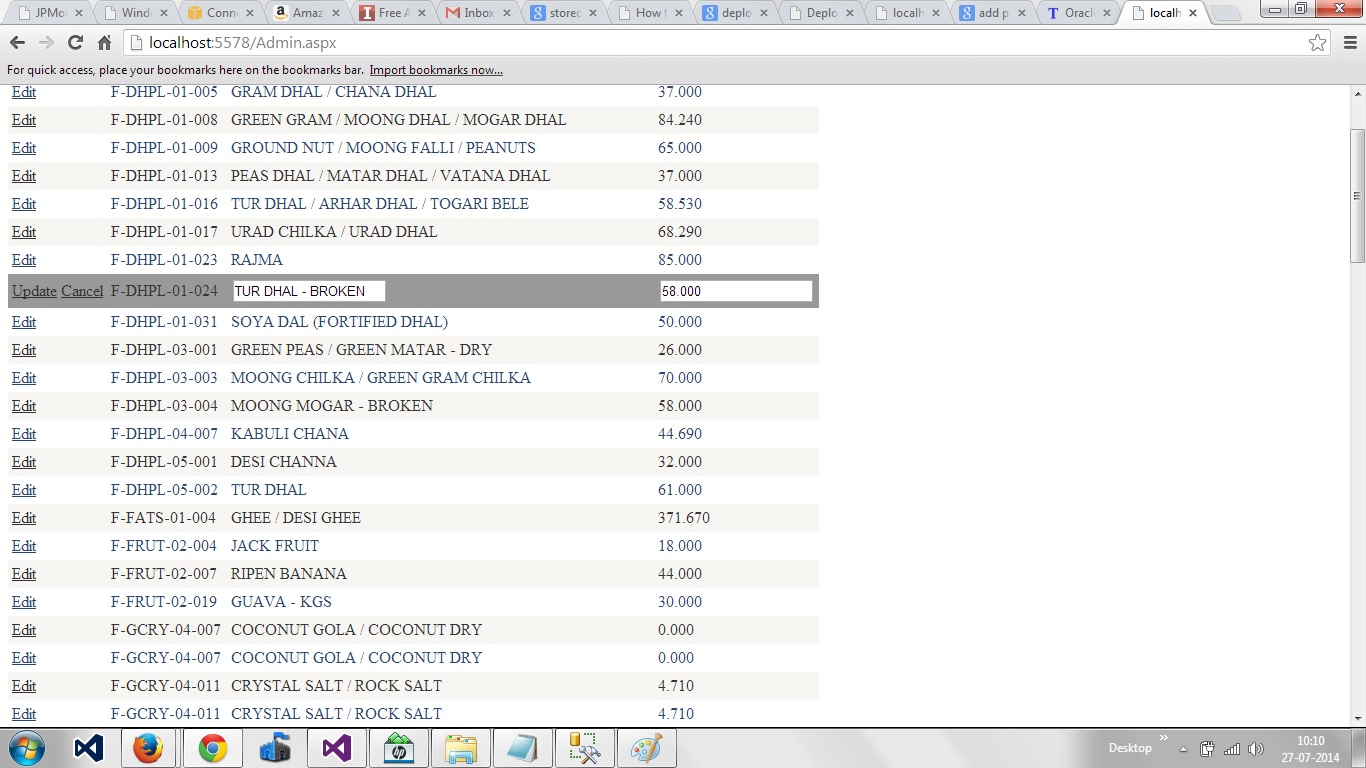 JPMor
Wind
Conne
Amaz
Free A
Inbox
stored
How t
deplo
Deplo
localh
add p
Oracl
localh
localhost:5578/Admin.aspx
For quick access, place your bookmarks here on the bookmarks bar. Import bookmarks now...
Edit F-DHPL-01-005 GRAM DHAL / CHANA DHAL 37.000
Edit F-DHPL-01-008 GREEN GRAM / MOONG DHAL / MOGAR DHAL 84.240
Edit F-DHPL-01-009 GROUND NUT / MOONG FALLI / PEANUTS 65.000
Edit F-DHPL-01-013 PEAS DHAL / MATAR DHAL / VATANA DHAL 37.000
Edit F-DHPL-01-016 TUR DHAL / ARHAR DHAL / TOGARI BELE 58.530
Edit F-DHPL-01-017 URAD CHILKA / URAD DHAL 68.290
Edit F-DHPL-01-023 RAJMA 85.000
Update Cancel F-DHPL-01-024 TUR DHAL - BROKEN 58.000
Edit F-DHPL-01-031 SOYA DAL (FORTIFIED DHAL) 50.000
Edit F-DHPL-03-001 GREEN PEAS / GREEN MATAR - DRY 26.000
Edit F-DHPL-03-003 MOONG CHILKA / GREEN GRAM CHILKA 70.000
Edit F-DHPL-03-004 MOONG MOGAR - BROKEN 58.000
Edit F-DHPL-04-007 KABULI CHANA 44.690
Edit F-DHPL-05-001 DESI CHANNA 32.000
Edit F-DHPL-05-002 TUR DHAL 61.000
Edit F-FATS-01-004 GHEE / DESI GHEE 371.670
Edit F-FRUT-02-004 JACK FRUIT 18.000
Edit F-FRUT-02-007 RIPEN BANANA 44.000
Edit F-FRUT-02-019 GUAVA - KGS 30.000
Edit F-GCRY-04-007 COCONUT GOLA / COCONUT DRY 0.000
Edit F-GCRY-04-007 COCONUT GOLA / COCONUT DRY 0.000
Edit F-GCRY-04-011 CRYSTAL SALT / ROCK SALT 4.710
Edit F-GCRY-04-011 CRYSTAL SALT / ROCK SALT 4.710
Desktop
10:10
27-07-2014